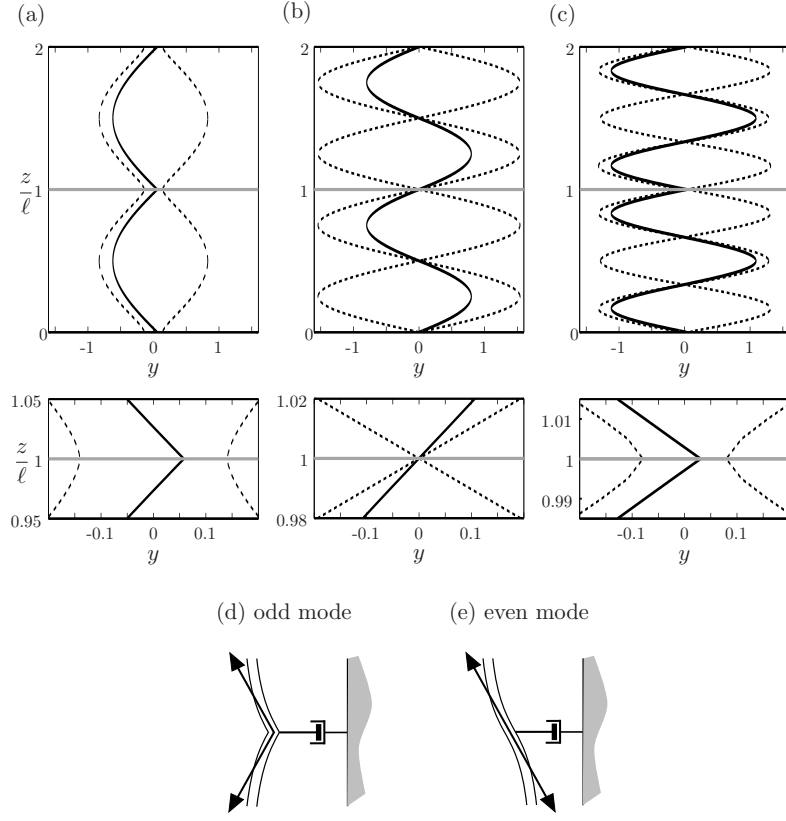 (a) (b) (c)
2 2 2
z/ℓ 1 1 1
0 0 0
-1 0 1 -1 0 1 -1 0 1
y y y
1.05 1.02 1.01
z/ℓ 1 1 1
0.95 0.98 0.99
-0.1 0 0.1 -0.1 0 0.1 -0.1 0 0.1
y y y
(d) odd mode (e) even mode